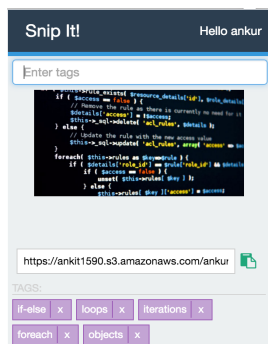 Snip It!
Hello ankur
Enter tags
if ( $access == false ) {
// Remove the rule as there is currently no need for it
$details['access'] = !$access;
$this->_sql->delete( 'acl_rules', $details );
} else {
// Update the rule with the new access value
$this->_sql->update( 'acl_rules', array( 'access'
foreach( $this->rules as $key=>$rule ) {
if ( $details['role_id'] == $rule['role_id'] &&
if ( $access == false ) {
unset( $this->rules[ $key ] );
} else {
$this->rules[ $key ]['access'] = $access;
https://ankit1590.s3.amazonaws.com/ankur
TAGS:
if-else x loops x iterations x
foreach x objects x